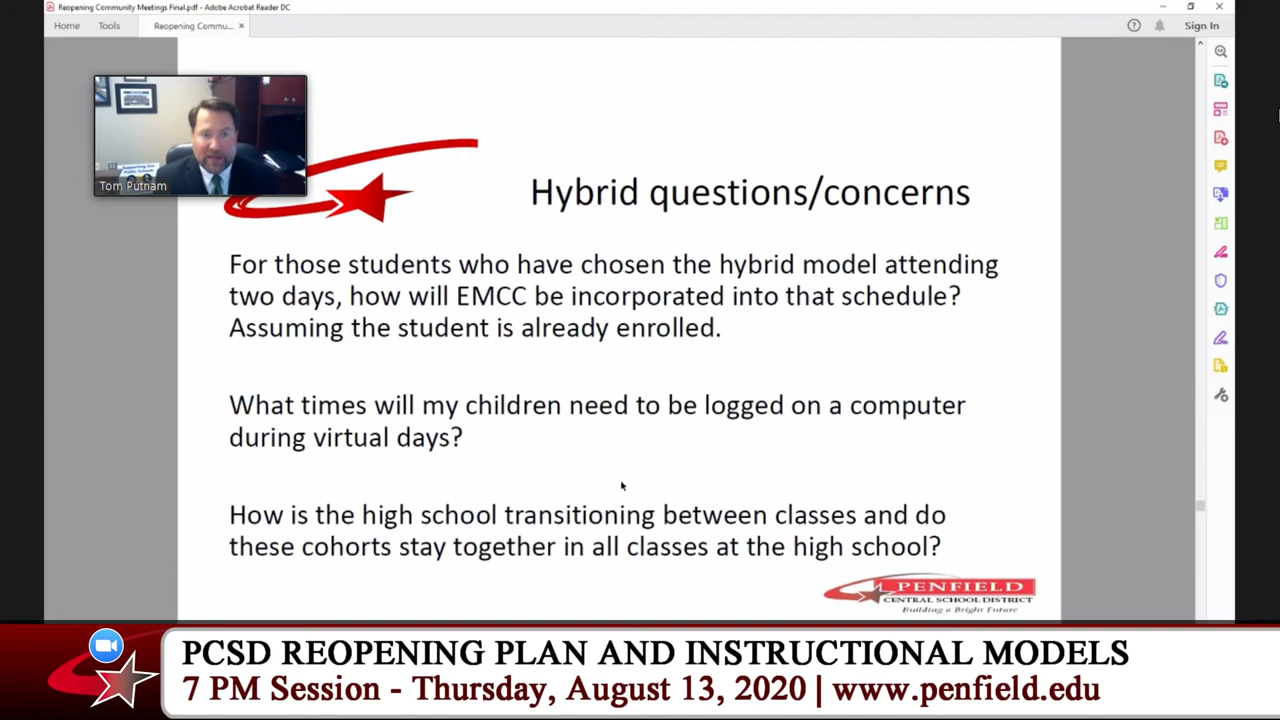 Reopening Community Meetings Final.pdf - Adobe Acrobat Reader DC
Home
Tools
Reopening Commu...
Sign In
Supporting Our
Public Schools
Tom Putnam
Hybrid questions/concerns
For those students who have chosen the hybrid model attending
two days, how will EMCC be incorporated into that schedule?
Assuming the student is already enrolled.
What times will my children need to be logged on a computer
during virtual days?
How is the high school transitioning between classes and do
these cohorts stay together in all classes at the high school?
PENFIELD
CENTRAL SCHOOL DISTRICT
Building a Bright Future
PCSD REOPENING PLAN AND INSTRUCTIONAL MODELS
7 PM Session - Thursday, August 13, 2020 | www.penfield.edu